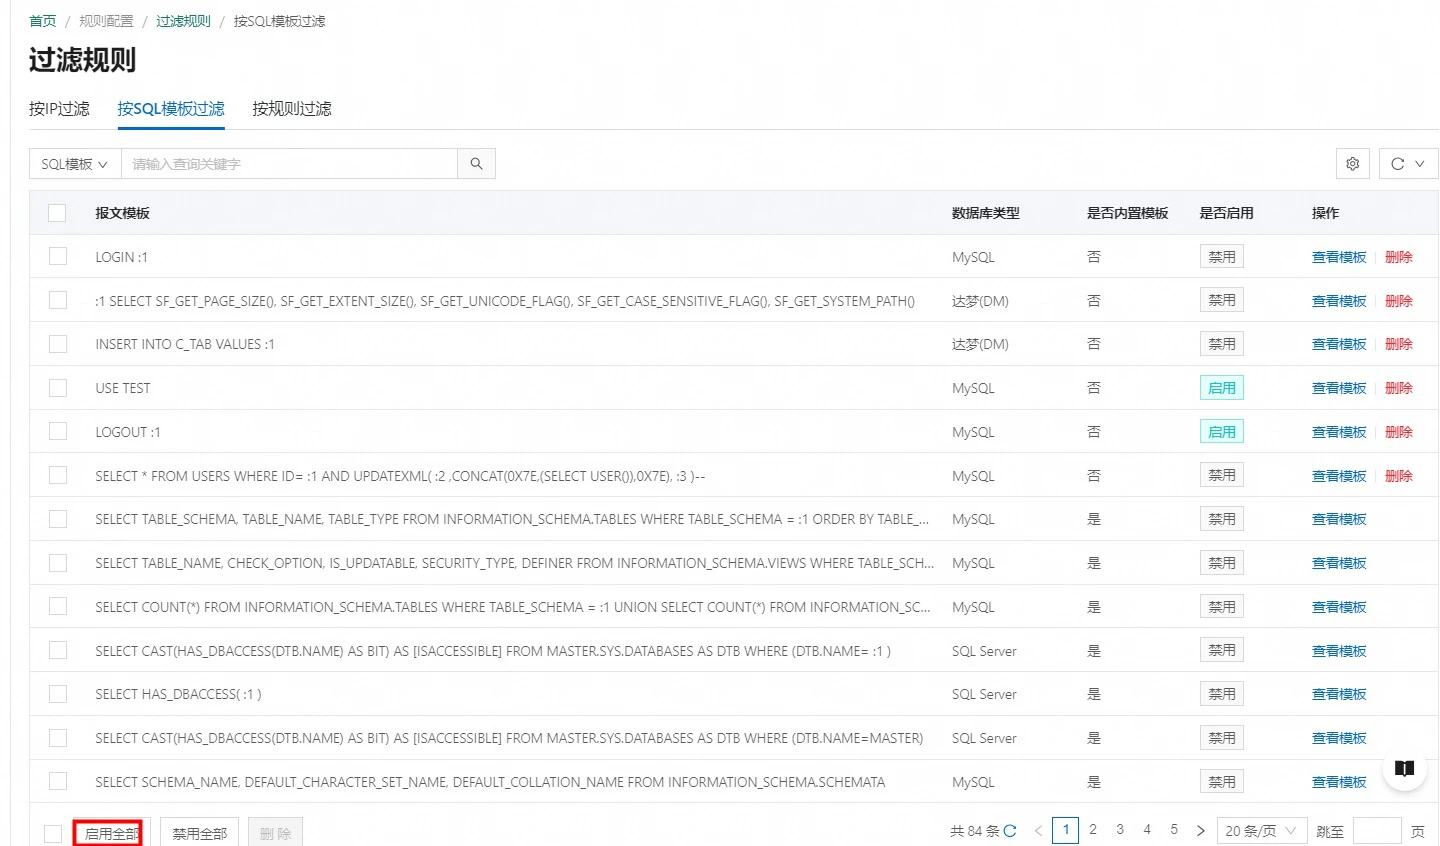 首页 / 规则配置 / 过滤规则 / 按SQL模板过滤
过滤规则
按IP过滤 按SQL模板过滤 按规则过滤
SQL模板 请输入查询关键字
报文模板 数据库类型 是否内置模板 是否启用 操作
LOGIN :1 MySQL 否 禁用 查看模板 删除
:1 SELECT SF_GET_PAGE_SIZE(), SF_GET_EXTENT_SIZE(), SF_GET_UNICODE_FLAG(), SF_GET_CASE_SENSITIVE_FLAG(), SF_GET_SYSTEM_PATH() 达梦(DM) 否 禁用 查看模板 删除
INSERT INTO C_TAB VALUES :1 达梦(DM) 否 禁用 查看模板 删除
USE TEST MySQL 否 启用 查看模板 删除
LOGOUT :1 MySQL 否 启用 查看模板 删除
SELECT * FROM USERS WHERE ID= :1 AND UPDATEXML( :2 ,CONCAT(0X7E,(SELECT USER()),0X7E), :3 )-- MySQL 否 禁用 查看模板 删除
SELECT TABLE_SCHEMA, TABLE_NAME, TABLE_TYPE FROM INFORMATION_SCHEMA.TABLES WHERE TABLE_SCHEMA = :1 ORDER BY TABLE_... MySQL 是 禁用 查看模板
SELECT TABLE_NAME, CHECK_OPTION, IS_UPDATABLE, SECURITY_TYPE, DEFINER FROM INFORMATION_SCHEMA.VIEWS WHERE TABLE_SCH... MySQL 是 禁用 查看模板
SELECT COUNT(*) FROM INFORMATION_SCHEMA.TABLES WHERE TABLE_SCHEMA = :1 UNION SELECT COUNT(*) FROM INFORMATION_SC... MySQL 是 禁用 查看模板
SELECT CAST(HAS_DBACCESS(DTB.NAME) AS BIT) AS [ISACCESSIBLE] FROM MASTER.SYS.DATABASES AS DTB WHERE (DTB.NAME= :1 ) SQL Server 是 禁用 查看模板
SELECT HAS_DBACCESS( :1 ) SQL Server 是 禁用 查看模板
SELECT CAST(HAS_DBACCESS(DTB.NAME) AS BIT) AS [ISACCESSIBLE] FROM MASTER.SYS.DATABASES AS DTB WHERE (DTB.NAME=MASTER) SQL Server 是 禁用 查看模板
SELECT SCHEMA_NAME, DEFAULT_CHARACTER_SET_NAME, DEFAULT_COLLATION_NAME FROM INFORMATION_SCHEMA.SCHEMATA MySQL 是 禁用 查看模板
启用全部 禁用全部 删 除 共 84 条 < 1 2 3 4 5 > 20 条/页 跳至 页